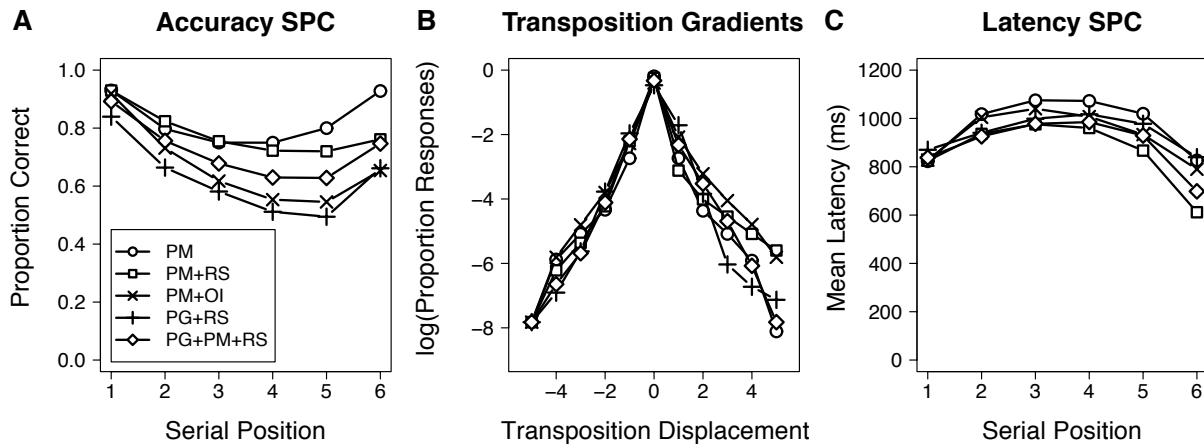 A
Accuracy SPC
Proportion Correct
1.0
0.8
0.6
0.4
0.2
0.0
PM
PM+RS
PM+OI
PG+RS
PG+PM+RS
1 2 3 4 5 6
Serial Position
B
Transposition Gradients
log(Proportion Responses)
0
−2
−4
−6
−8
−4 −2 0 2 4
Transposition Displacement
C
Latency SPC
Mean Latency (ms)
1200
1000
800
600
400
200
0
1 2 3 4 5 6
Serial Position